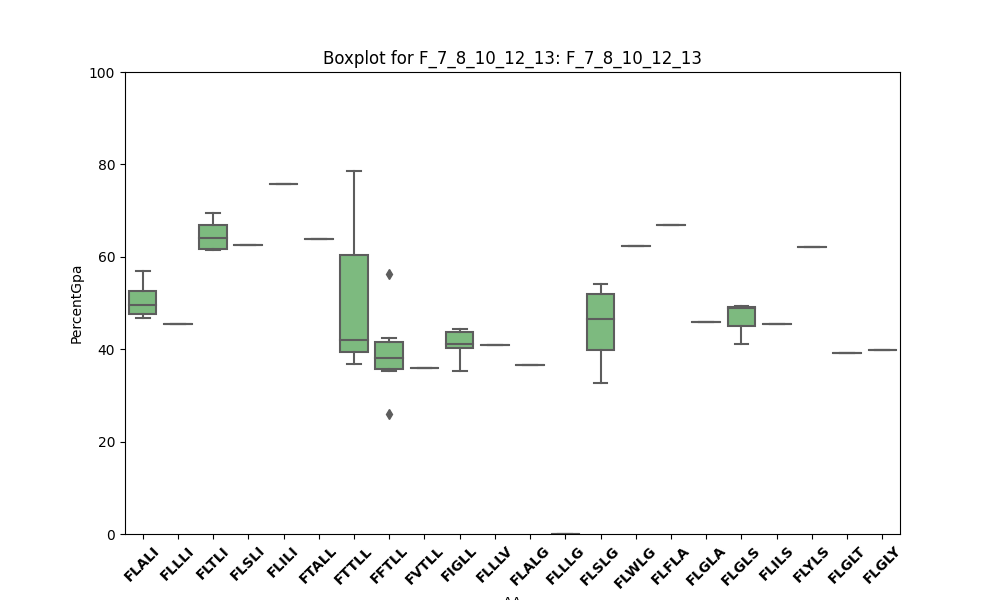 Boxplot for F_7_8_10_12_13: F_7_8_10_12_13
100
80
60
40
20
0
PercentGpa
FLALI
FLLLI
FLTLI
FLSLI
FLILI
FTALL
FTTLL
FFTLL
FVTLL
FIGLL
FLLLV
FLALG
FLLLG
FLSLG
FLWLG
FLFLA
FLGLA
FLGLS
FLILS
FLYLS
FLGLT
FLGLY